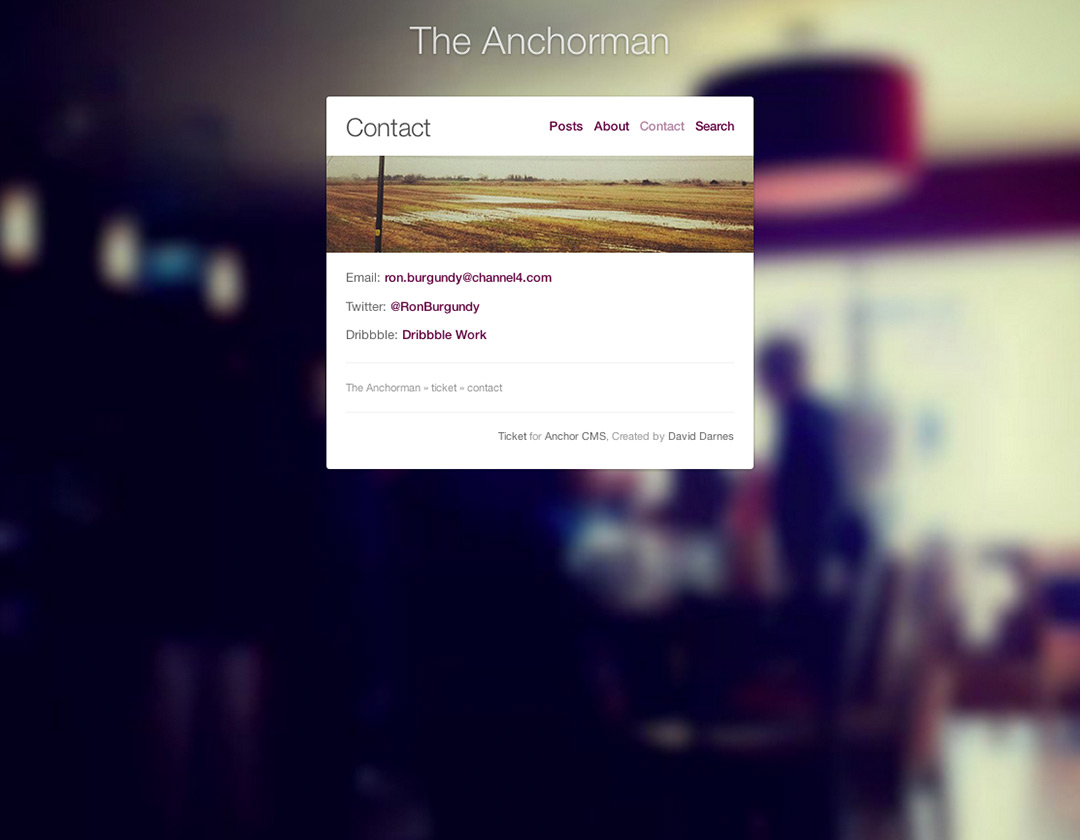 The Anchorman
Contact
Posts About Contact Search
Email: ron.burgundy@channel4.com
Twitter: @RonBurgundy
Dribbble: Dribbble Work
The Anchorman » ticket » contact
Ticket for Anchor CMS, Created by David Darnes